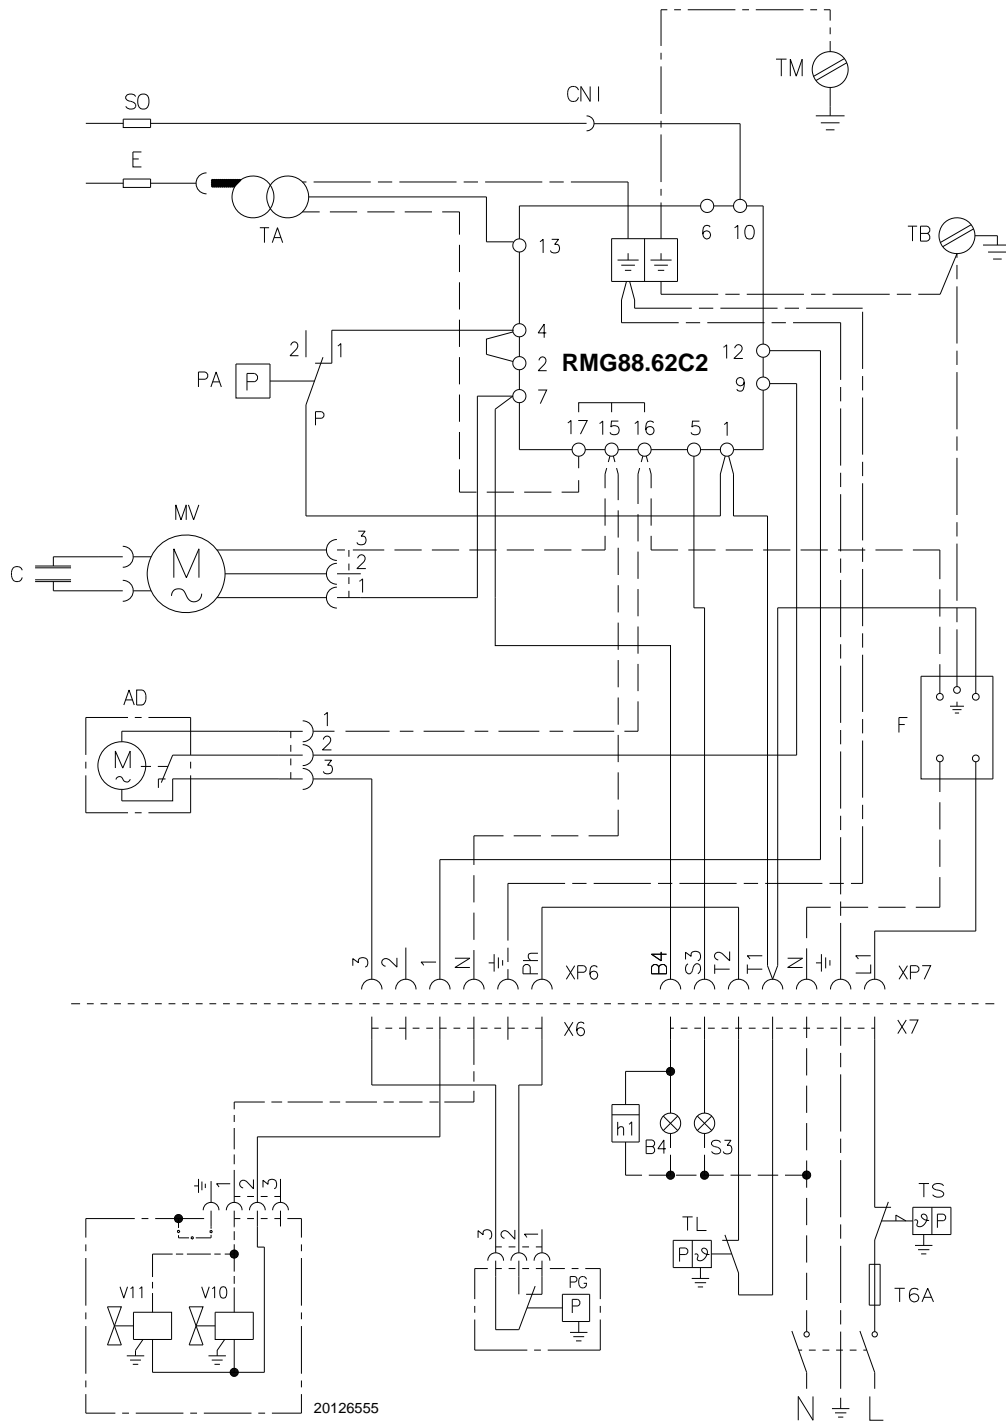 TM
CN1
SO
E
TA
6 10
TB
13
4
2 1
2
RMG88.62C2
12
PA P
9
7
P
17 15 16 5 1
MV
3
C M
2
1
AD
1
F
M
2
3
3 2 1 N Ph XP6
B4 S3 T2 T1 N L1 XP7
X6
X7
h1
B4 S3
1 2 3
TS
3 2 1
TL
P ϑ
ϑ P
V11 V10
PG
P
T6A
20126555
N L